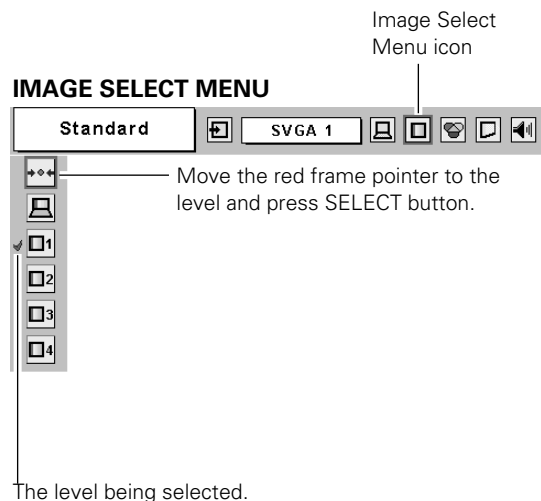 Image Select
Menu icon
IMAGE SELECT MENU
Standard
SVGA 1
Move the red frame pointer to the
level and press SELECT button.
1
2
3
4
The level being selected.